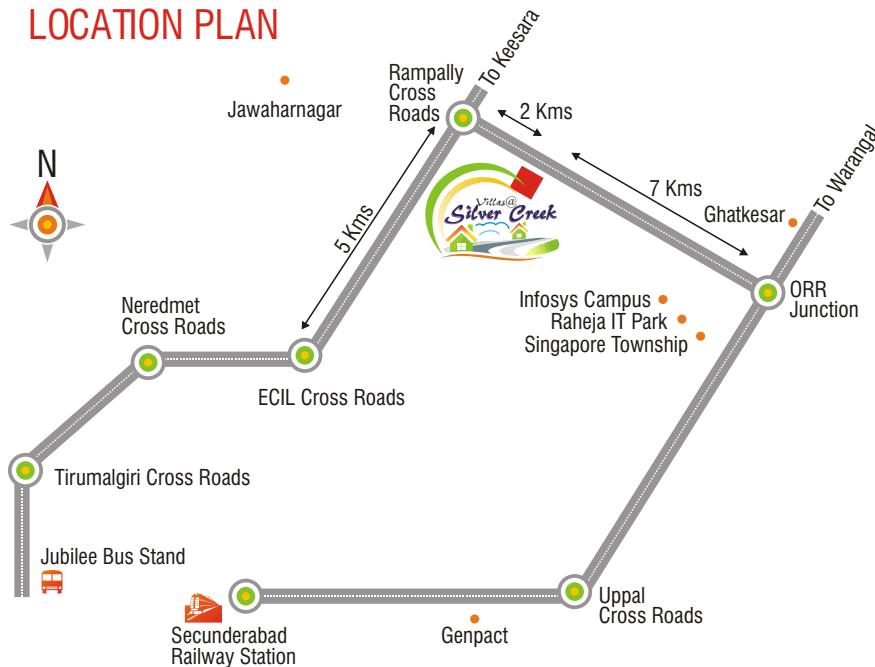 LOCATION PLAN
To Keesara
Rampally
Cross
Roads
2 Kms
Jawaharnagar
N
7 Kms
To Warangal
Ghatkesar
Villas@
Silver Creek
5 Kms
Infosys Campus
Raheja IT Park
Singapore Township
ORR
Junction
Neredmet
Cross Roads
ECIL Cross Roads
Tirumalgiri Cross Roads
Jubilee Bus Stand
Secunderabad
Railway Station
Genpact
Uppal
Cross Roads